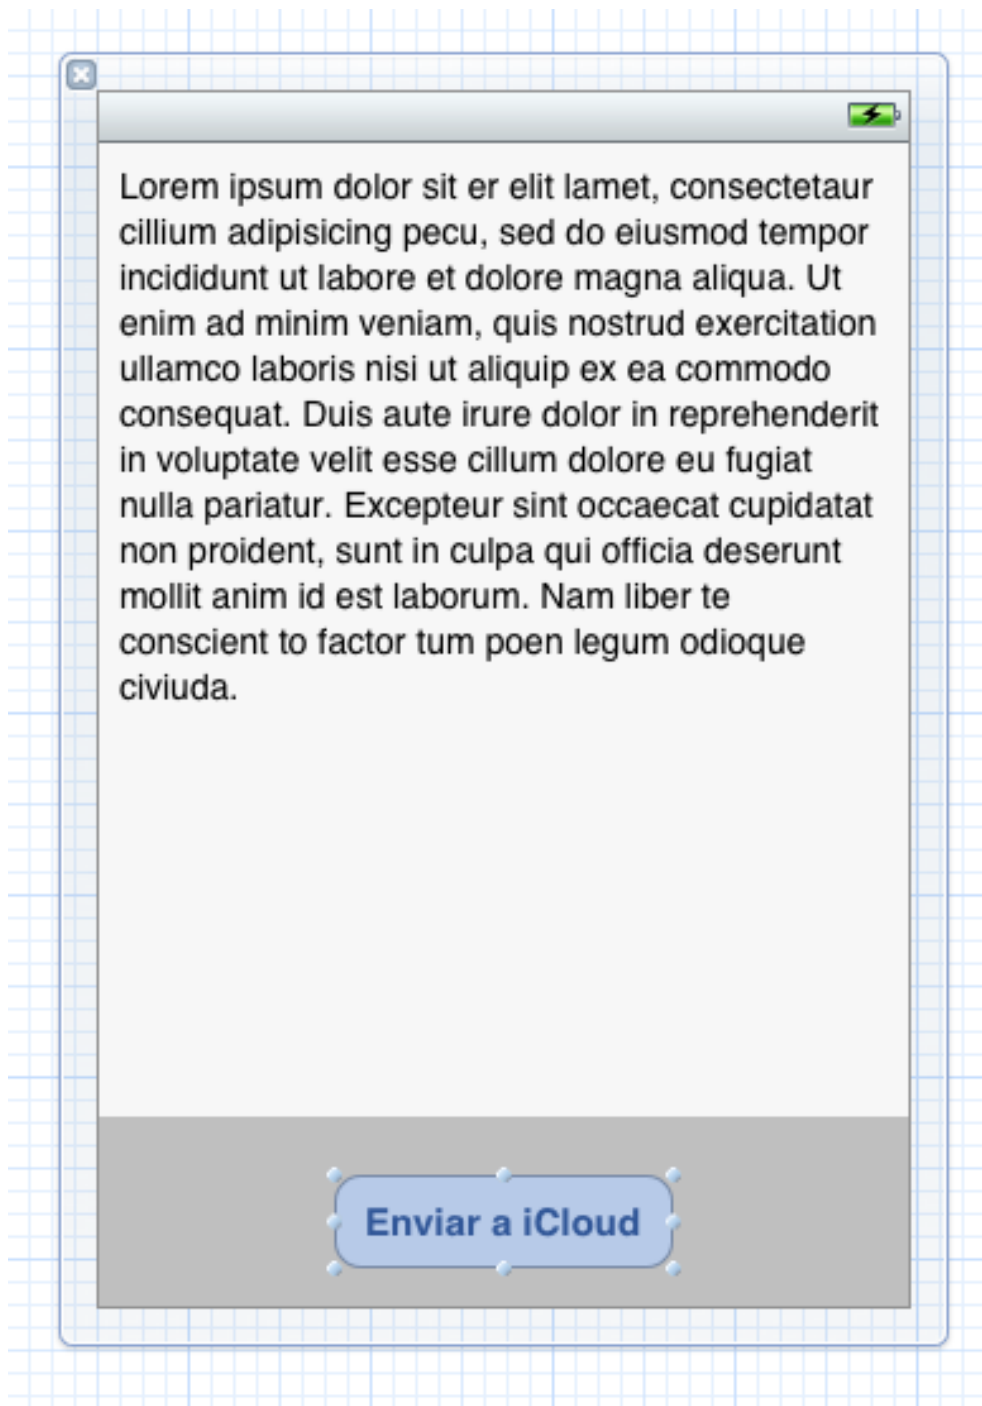 Lorem ipsum dolor sit er elit lamet, consectetaur
cillium adipisicing pecu, sed do eiusmod tempor
incididunt ut labore et dolore magna aliqua. Ut
enim ad minim veniam, quis nostrud exercitation
ullamco laboris nisi ut aliquip ex ea commodo
consequat. Duis aute irure dolor in reprehenderit
in voluptate velit esse cillum dolore eu fugiat
nulla pariatur. Excepteur sint occaecat cupidatat
non proident, sunt in culpa qui officia deserunt
mollit anim id est laborum. Nam liber te
conscient to factor tum poen legum odioque
civiuda.
Enviar a iCloud